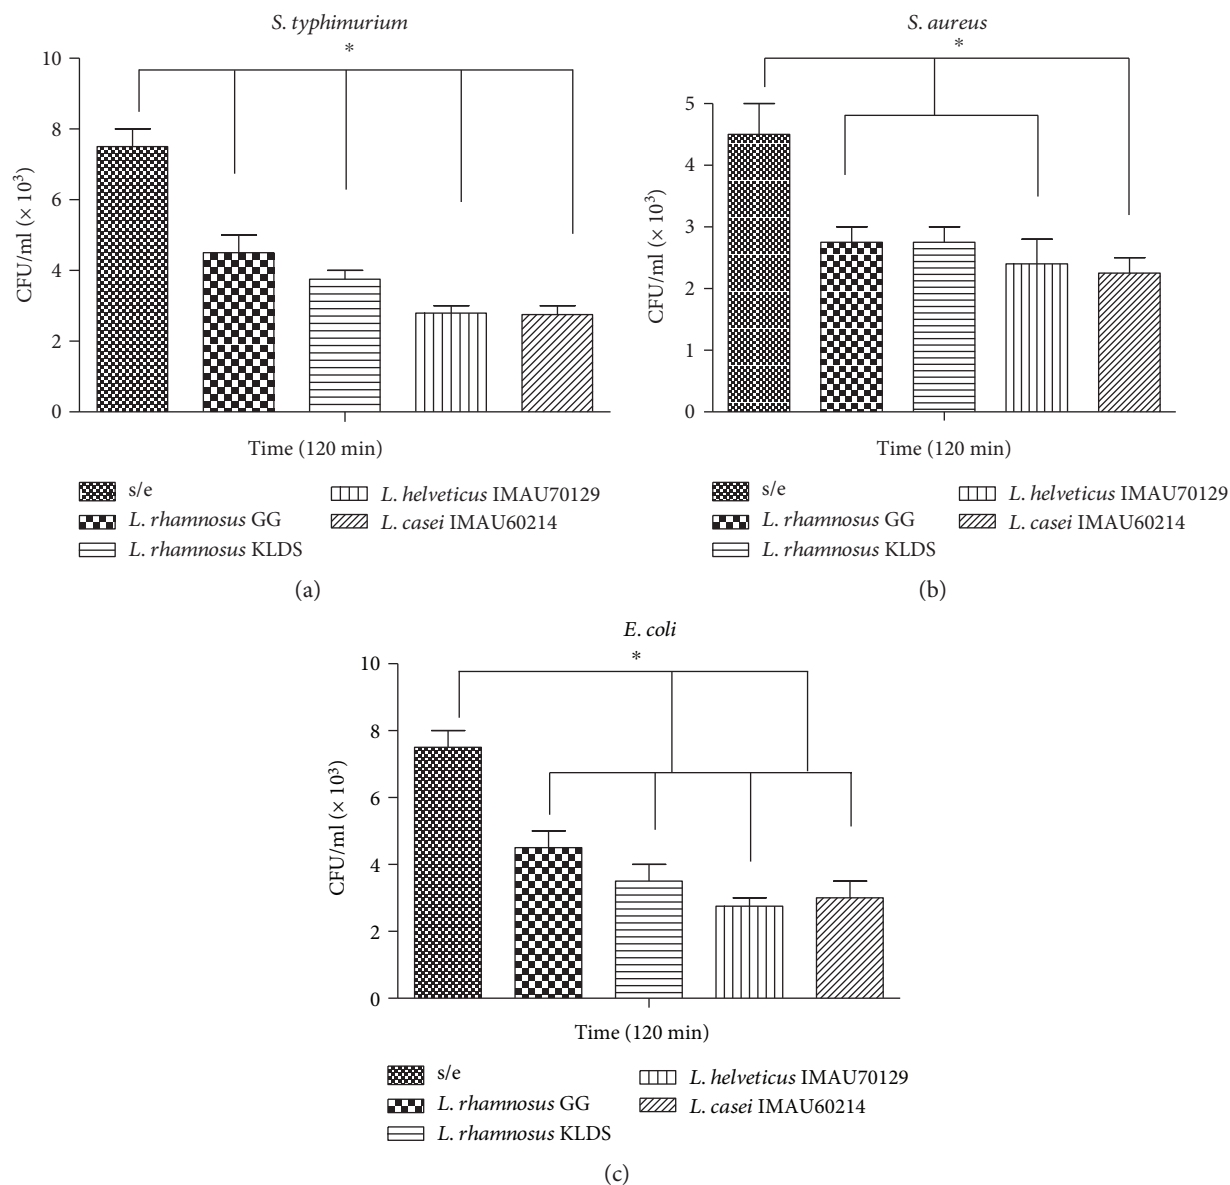 S. typhimurium
*
10
8
6
4
2
0
CFU/ml (× 10³)
Time (120 min)
s/e
L. rhamnosus GG
L. rhamnosus KLDS
L. helveticus IMAU70129
L. casei IMAU60214
(a)
S. aureus
*
5
4
3
2
1
0
CFU/ml (× 10³)
Time (120 min)
s/e
L. rhamnosus GG
L. rhamnosus KLDS
L. helveticus IMAU70129
L. casei IMAU60214
(b)
E. coli
*
10
8
6
4
2
0
CFU/ml (× 10³)
Time (120 min)
s/e
L. rhamnosus GG
L. rhamnosus KLDS
L. helveticus IMAU70129
L. casei IMAU60214
(c)